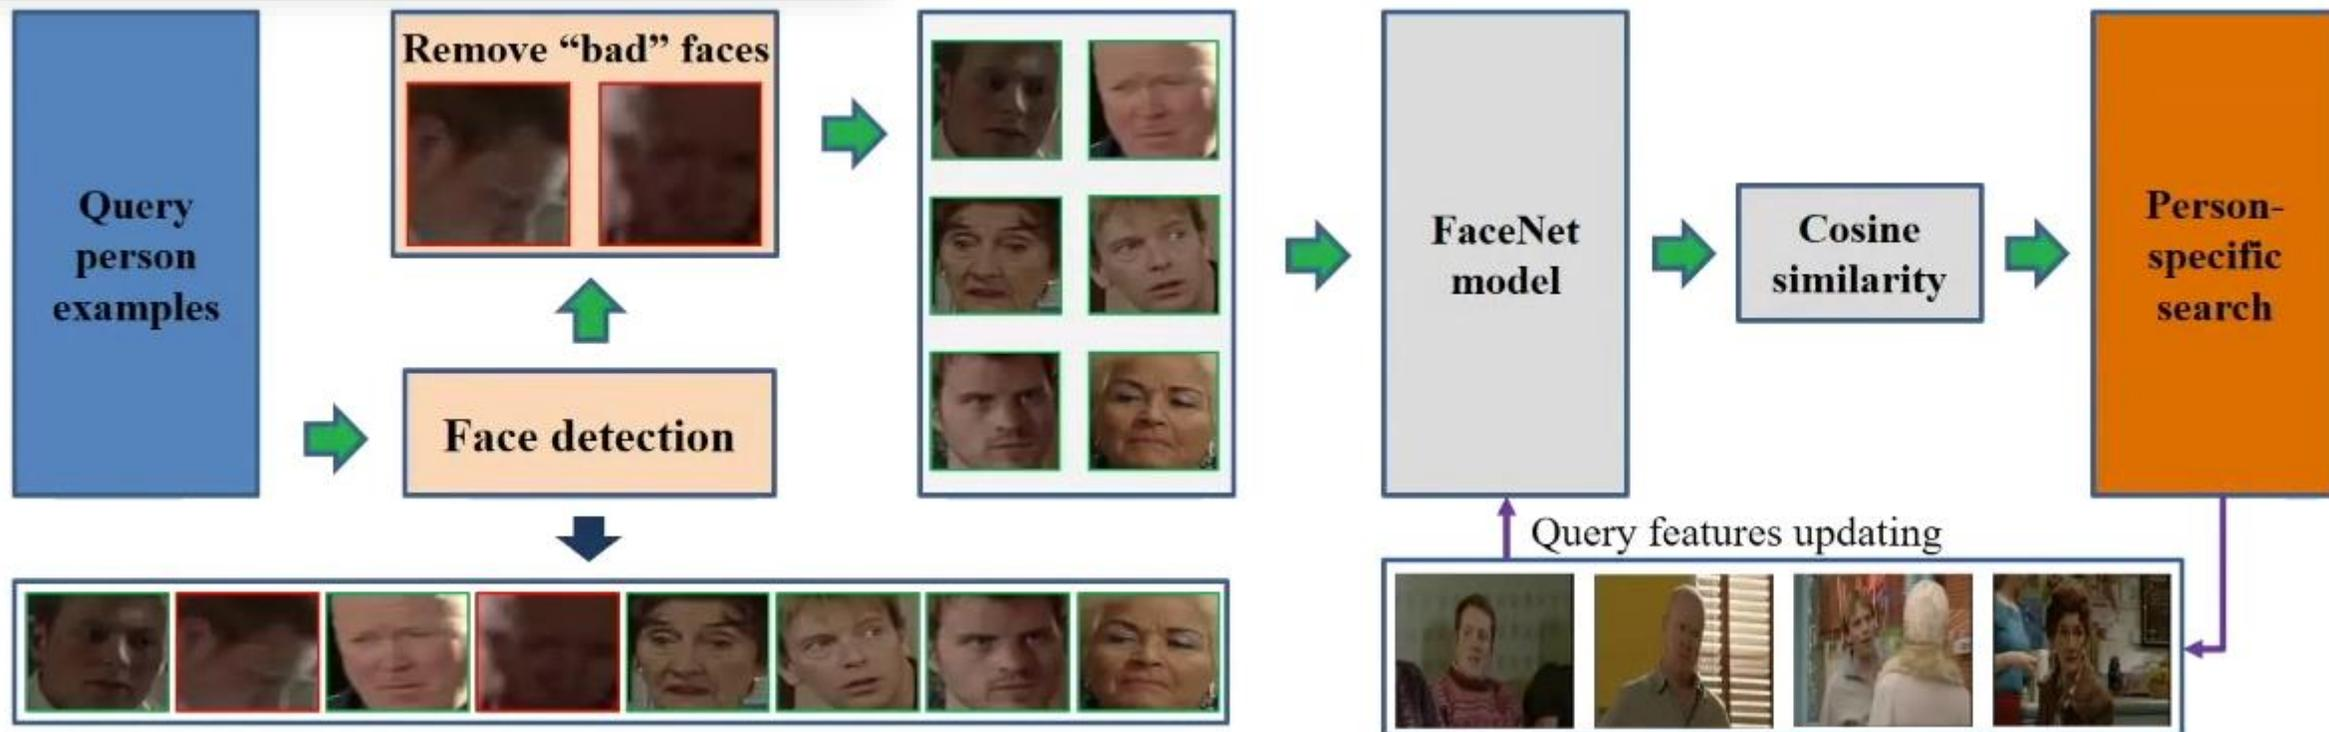 Query
person
examples
Remove “bad” faces
Face detection
FaceNet
model
Cosine
similarity
Person-
specific
search
Query features updating